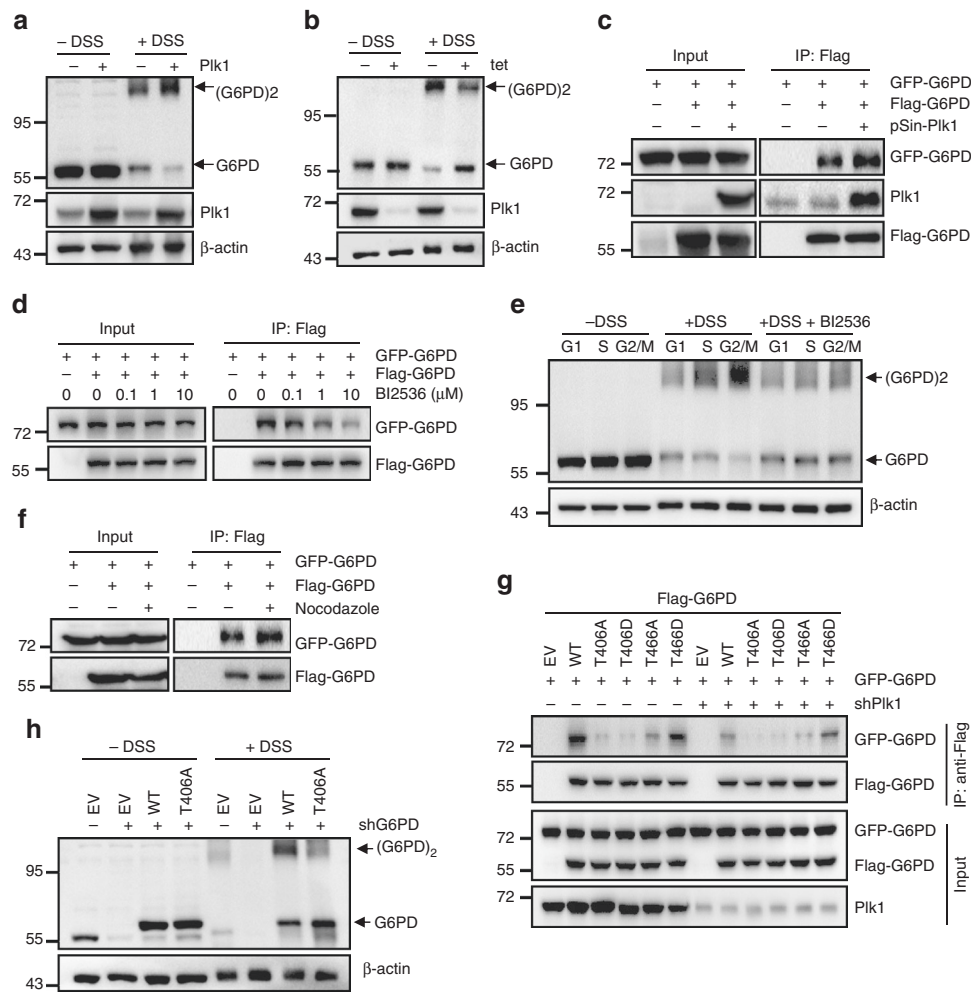 a
– DSS + DSS
– + – + Plk1
(G6PD)2
95
G6PD
55
72
Plk1
43
β-actin
b
– DSS + DSS
– + – + tet
(G6PD)2
95
G6PD
55
72
Plk1
43
β-actin
c
Input IP: Flag
+ + + + + + GFP-G6PD
– + + – + + Flag-G6PD
– – + – – + pSin-Plk1
72 GFP-G6PD
72 Plk1
55 Flag-G6PD
d
Input IP: Flag
+ + + + + + + + + + GFP-G6PD
– + + + + – + + + + Flag-G6PD
0 0 0.1 1 10 0 0 0.1 1 10 BI2536 (μM)
72 GFP-G6PD
55 Flag-G6PD
e
–DSS +DSS +DSS + BI2536
G1 S G2/M G1 S G2/M G1 S G2/M
(G6PD)2
95
G6PD
55
43 β-actin
f
Input IP: Flag
+ + + + + + GFP-G6PD
– + + – + + Flag-G6PD
+ + Nocodazole
72 GFP-G6PD
55 Flag-G6PD
g
Flag-G6PD
EV WT T406A T406D T466A T466D EV WT T406A T406D T466A T466D
+ + + + + + + + + + + + GFP-G6PD
– – – – – – + + + + + + shPlk1
72 GFP-G6PD
55 Flag-G6PD
IP: anti-Flag
72 GFP-G6PD
55 Flag-G6PD
72 Plk1
Input
h
– DSS + DSS
EV EV WT T406A EV EV WT T406A
– + + + – + + + shG6PD
(G6PD)2
95
G6PD
55
43 β-actin